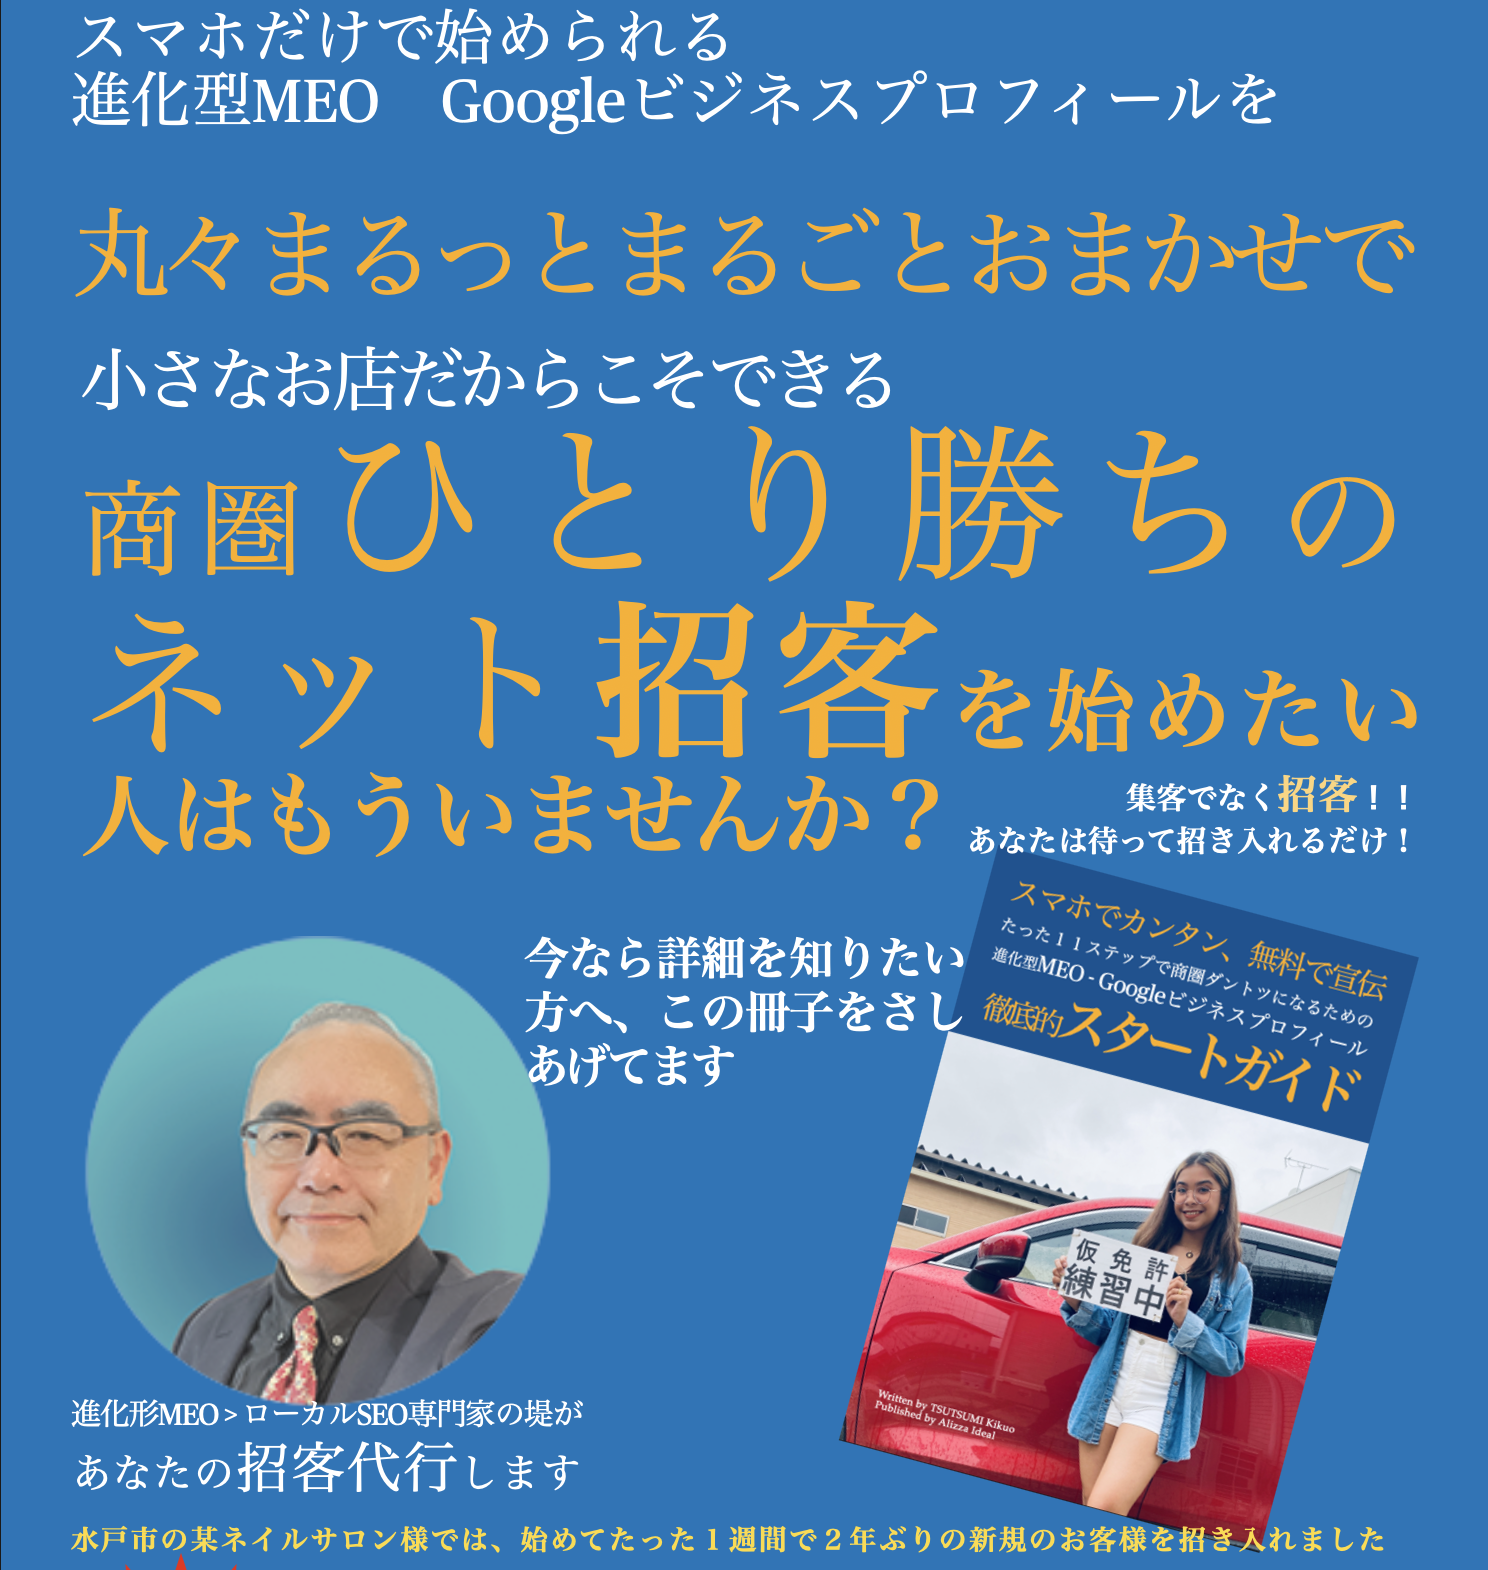 スマホだけで始められる
進化型MEO　Googleビジネスプロフィールを
丸々まるっとまるごとおまかせで
小さなお店だからこそできる
商圏ひとり勝ちの
ネット招客を始めたい
人はもういませんか？
集客でなく招客！！
あなたは待って招き入れるだけ！
今なら詳細を知りたい
方へ、この冊子をさし
あげてます
スマホでカンタン、無料で宣伝
たった１１ステップで商圏ダントツになるための
進化型MEO - Googleビジネスプロフィール
徹底的スタートガイド
仮免許
練習中
Written by TSUTSUMI Kikuo
Published by Alizza Ideal
進化形MEO > ローカルSEO専門家の堤が
あなたの招客代行します
水戸市の某ネイルサロン様では、始めてたった１週間で２年ぶりの新規のお客様を招き入れました